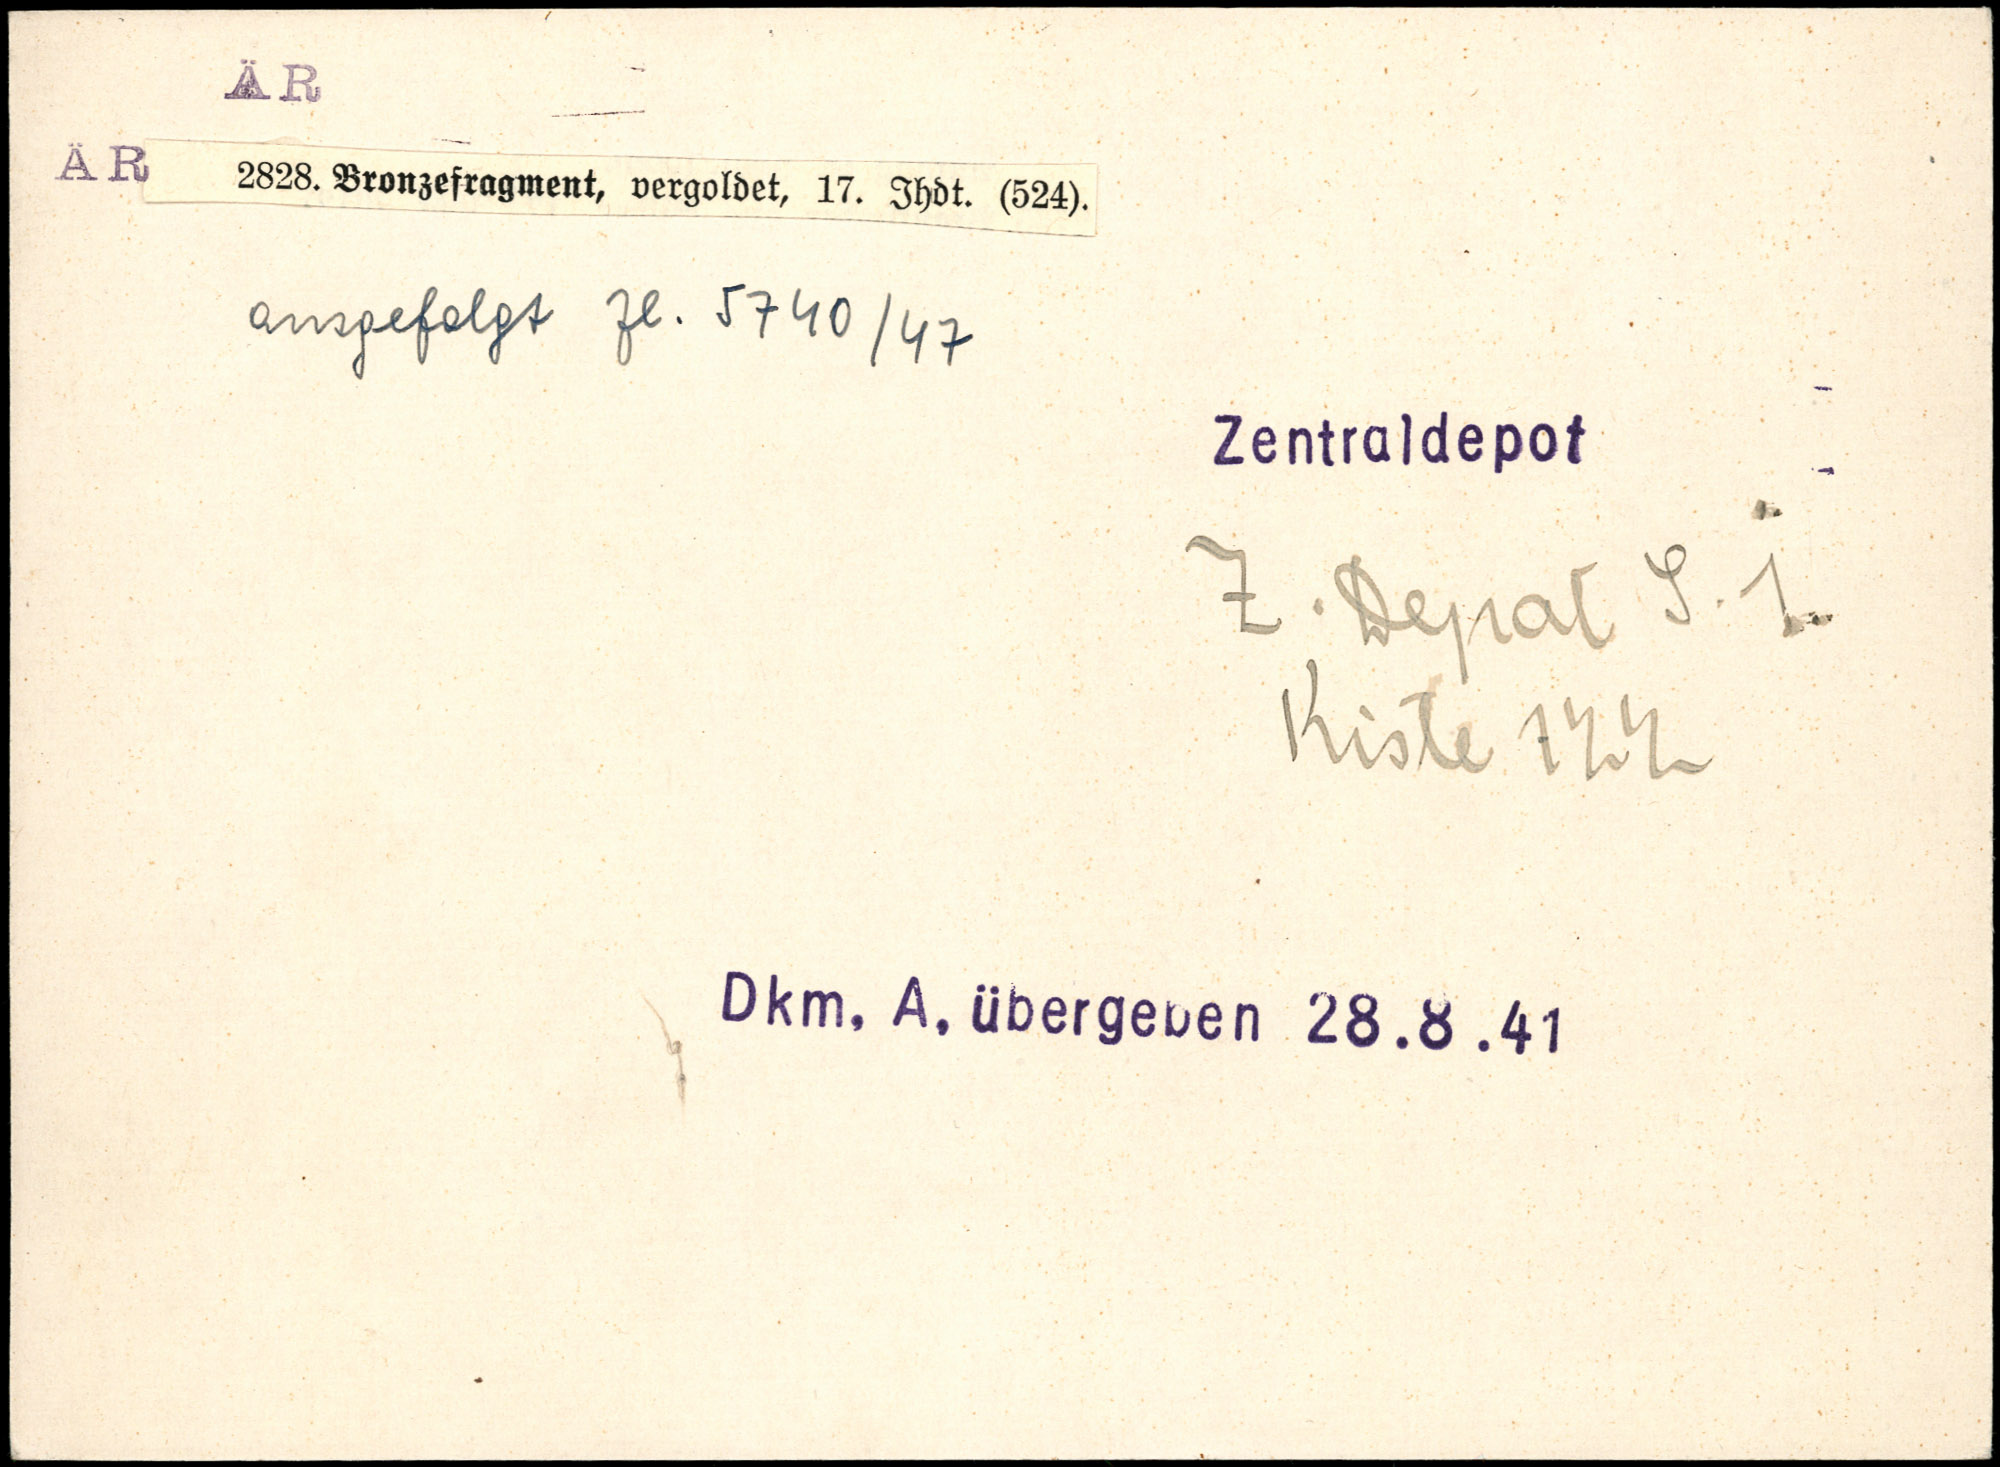 ÄR
ÄR
2828. Bronzefragment, vergoldet, 17. Jhdt. (524).
ausgefolgt Zl. 5740/47
Zentraldepot
Z. Depot S. I.
Kiste 122
Dkm. A. übergeben 28.8.41